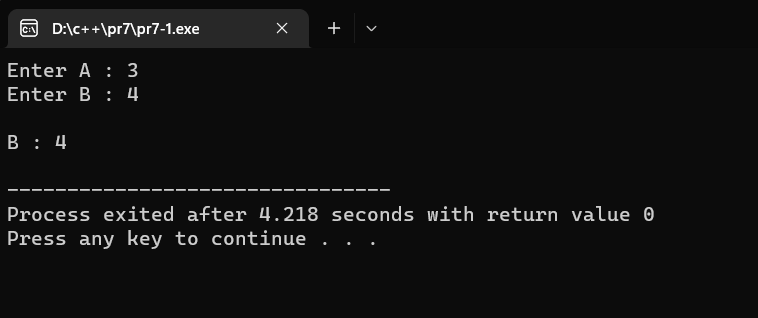 D:\c++\pr7\pr7-1.exe
Enter A : 3
Enter B : 4
B : 4
--------------------------------
Process exited after 4.218 seconds with return value 0
Press any key to continue . . .